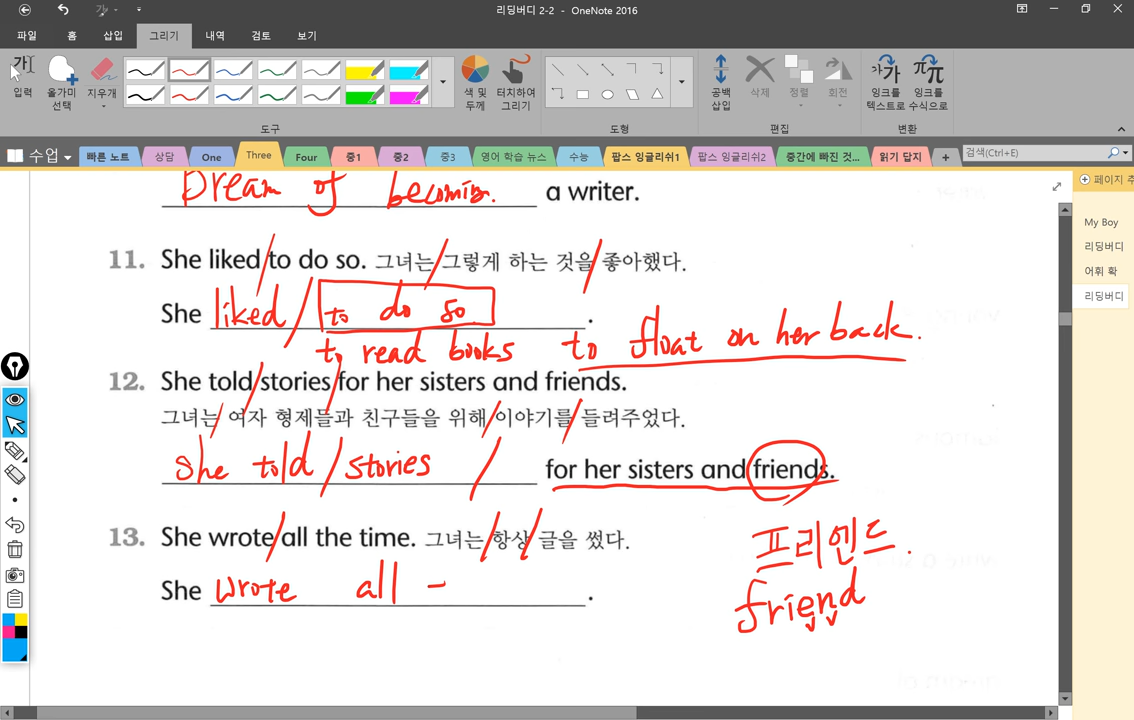 리딩버디 2-2 - OneNote 2016
파일 홈 삽입 그리기 내역 검토 보기
입력 올가미 선택 지우개 색 및 두께 터치하여 그리기 공백 삽입 삭제 정렬 회전 잉크를 텍스트로 잉크를 수식으로
도구 도형 편집 변환
수업 빠른 노트 상담 One Three Four 중1 중2 중3 영어 학습 뉴스 수능 팝스 잉글리쉬1 팝스 잉글리쉬2 중간에 빠진 것... 읽기 답지 + 검색(Ctrl+E)
페이지 추
My Boy
리딩버디
어휘 확
리딩버디
Dream of becoming. a writer.
11. She liked/to do so. 그녀는/그렇게 하는 것을/좋아했다.
She liked / to do so .
to read books to float on her back.
12. She told/stories/for her sisters and friends.
그녀는/여자 형제들과 친구들을 위해/이야기를/들려주었다.
She told / stories / for her sisters and friends.
13. She wrote/all the time. 그녀는/항상/글을 썼다.
She wrote all - .
프리엔드.
friend